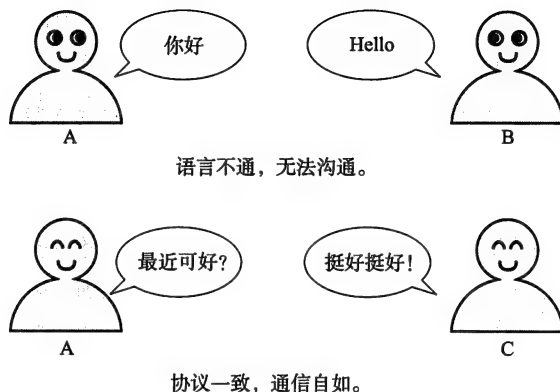 你好
Hello
A
B
语言不通，无法沟通。
最近可好？
挺好挺好！
A
C
协议一致，通信自如。